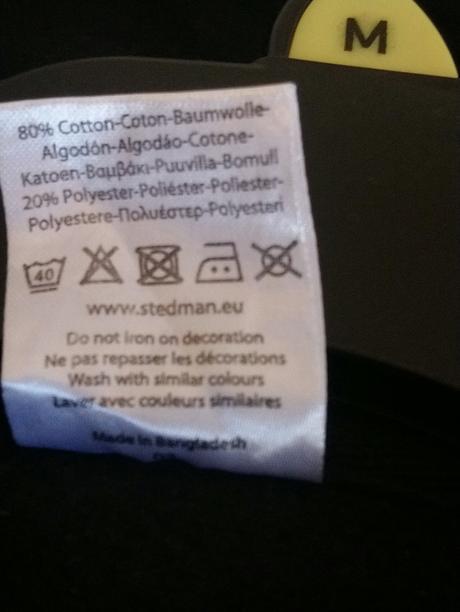 M
80% Cotton-Coton-Baumwolle-
Algodón-Algodão-Cotone-
Katoen-Βαμβάκι-Puuvilla-Bomull
20% Polyester-Poliéster-Poliester-
Polyestere-Πολυέστερ-Polyesteri
40
www.stedman.eu
Do not iron on decoration
Ne pas repasser les décorations
Wash with similar colours
Laver avec couleurs similaires
Made in Bangladesh